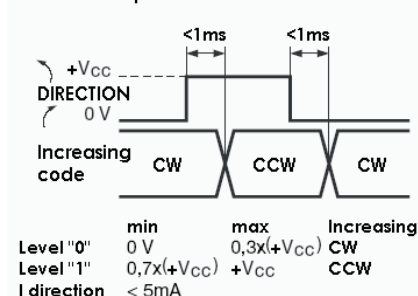 <1ms <1ms
+VCC
DIRECTION
0 V
Increasing code
CW CCW CW
min max Increasing
Level "0" 0 V 0,3x(+VCC) CW
Level "1" 0,7x(+VCC) +VCC CCW
I direction < 5mA